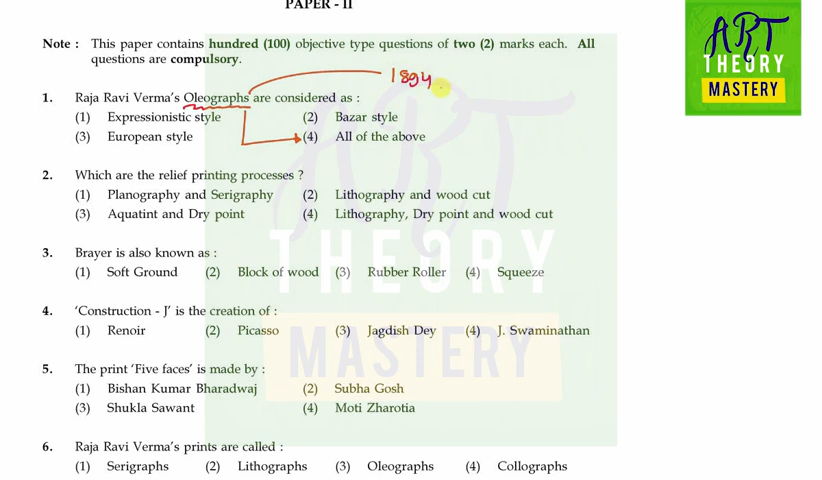 PAPER - II
Note : This paper contains hundred (100) objective type questions of two (2) marks each. All
questions are compulsory.
1894
1. Raja Ravi Verma's Oleographs are considered as :
(1) Expressionistic style (2) Bazar style
(3) European style (4) All of the above
2. Which are the relief printing processes ?
(1) Planography and Serigraphy (2) Lithography and wood cut
(3) Aquatint and Dry point (4) Lithography, Dry point and wood cut
3. Brayer is also known as :
(1) Soft Ground (2) Block of wood (3) Rubber Roller (4) Squeeze
4. 'Construction - J' is the creation of :
(1) Renoir (2) Picasso (3) Jagdish Dey (4) J. Swaminathan
5. The print 'Five faces' is made by :
(1) Bishan Kumar Bharadwaj (2) Subha Gosh
(3) Shukla Sawant (4) Moti Zharotia
6. Raja Ravi Verma's prints are called :
(1) Serigraphs (2) Lithographs (3) Oleographs (4) Collographs
ART
THEORY
MASTERY
ART
THEORY
MASTERY